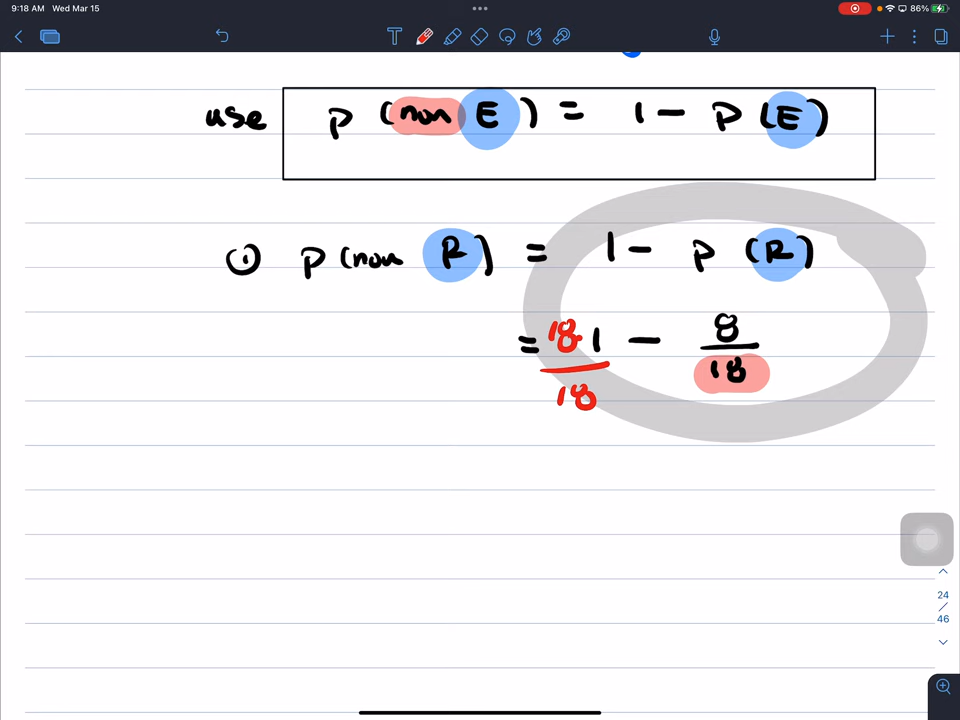 9:18 AM Wed Mar 15
86%
T
use P (non E) = 1 - P (E)
① P (non R) = 1 - P (R)
= 18/18 1 - 8/18
24
/
46